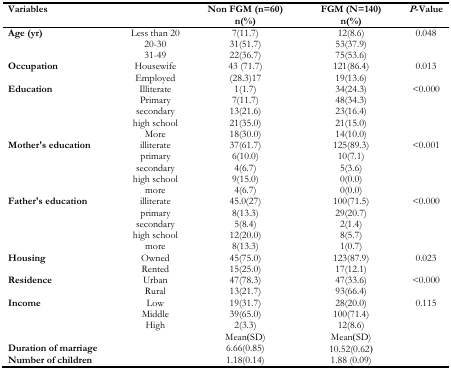 Variables Non FGM (n=60) FGM (N=140) P-Value
n(%) n(%)
Age (yr) Less than 20 7(11.7) 12(8.6) 0.048
20-30 31(51.7) 53(37.9)
31-49 22(36.7) 75(53.6)
Occupation Housewife 43 (71.7) 121(86.4) 0.013
Employed (28.3)17 19(13.6)
Education Illiterate 1(1.7) 34(24.3) <0.000
Primary 7(11.7) 48(34.3)
secondary 13(21.6) 23(16.4)
high school 21(35.0) 21(15.0)
More 18(30.0) 14(10.0)
Mother's education illiterate 37(61.7) 125(89.3) <0.001
primary 6(10.0) 10(7.1)
secondary 4(6.7) 5(3.6)
high school 9(15.0) 0(0.0)
more 4(6.7) 0(0.0)
Father's education illiterate 45.0(27) 100(71.5) <0.000
primary 8(13.3) 29(20.7)
secondary 5(8.4) 2(1.4)
high school 12(20.0) 8(5.7)
more 8(13.3) 1(0.7)
Housing Owned 45(75.0) 123(87.9) 0.023
Rented 15(25.0) 17(12.1)
Residence Urban 47(78.3) 47(33.6) <0.000
Rural 13(21.7) 93(66.4)
Income Low 19(31.7) 28(20.0) 0.115
Middle 39(65.0) 100(71.4)
High 2(3.3) 12(8.6)
Mean(SD) Mean(SD)
Duration of marriage 6.66(0.85) 10.52(0.62)
Number of children 1.18(0.14) 1.88 (0.09)